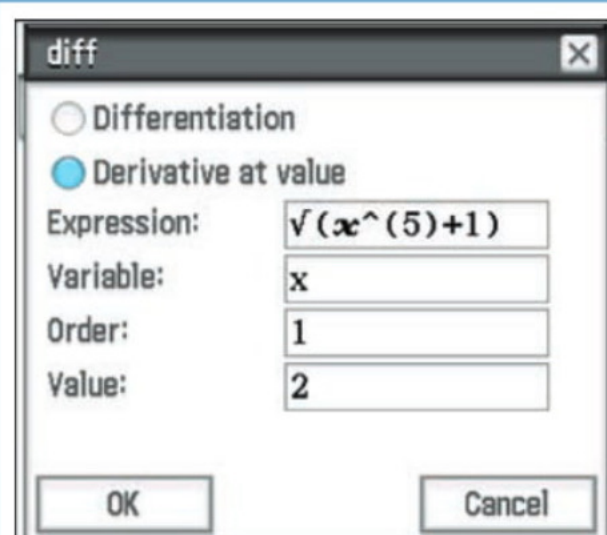 diff
Differentiation
Derivative at value
Expression: √(x^(5)+1)
Variable: x
Order: 1
Value: 2
OK Cancel